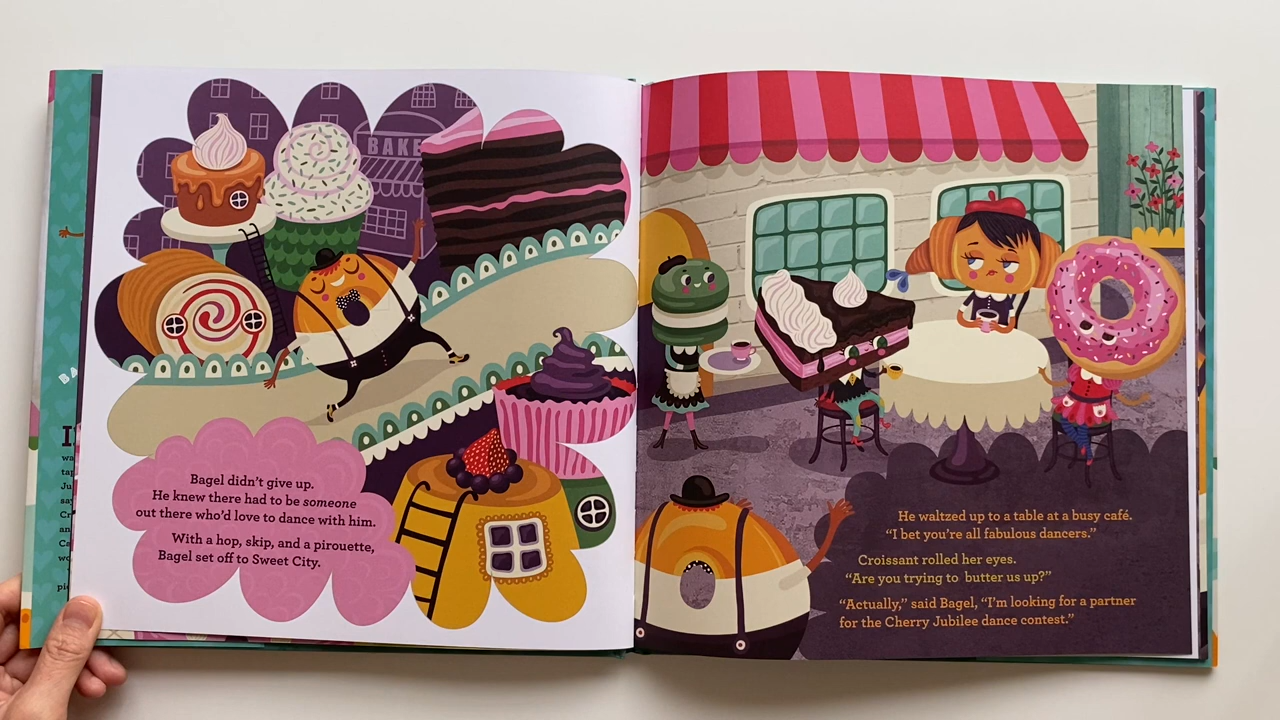 BAKE
Bagel didn't give up.
He knew there had to be someone
out there who'd love to dance with him.
With a hop, skip, and a pirouette,
Bagel set off to Sweet City.
He waltzed up to a table at a busy café.
“I bet you're all fabulous dancers.”
Croissant rolled her eyes.
“Are you trying to butter us up?”
“Actually,” said Bagel, “I'm looking for a partner
for the Cherry Jubilee dance contest.”